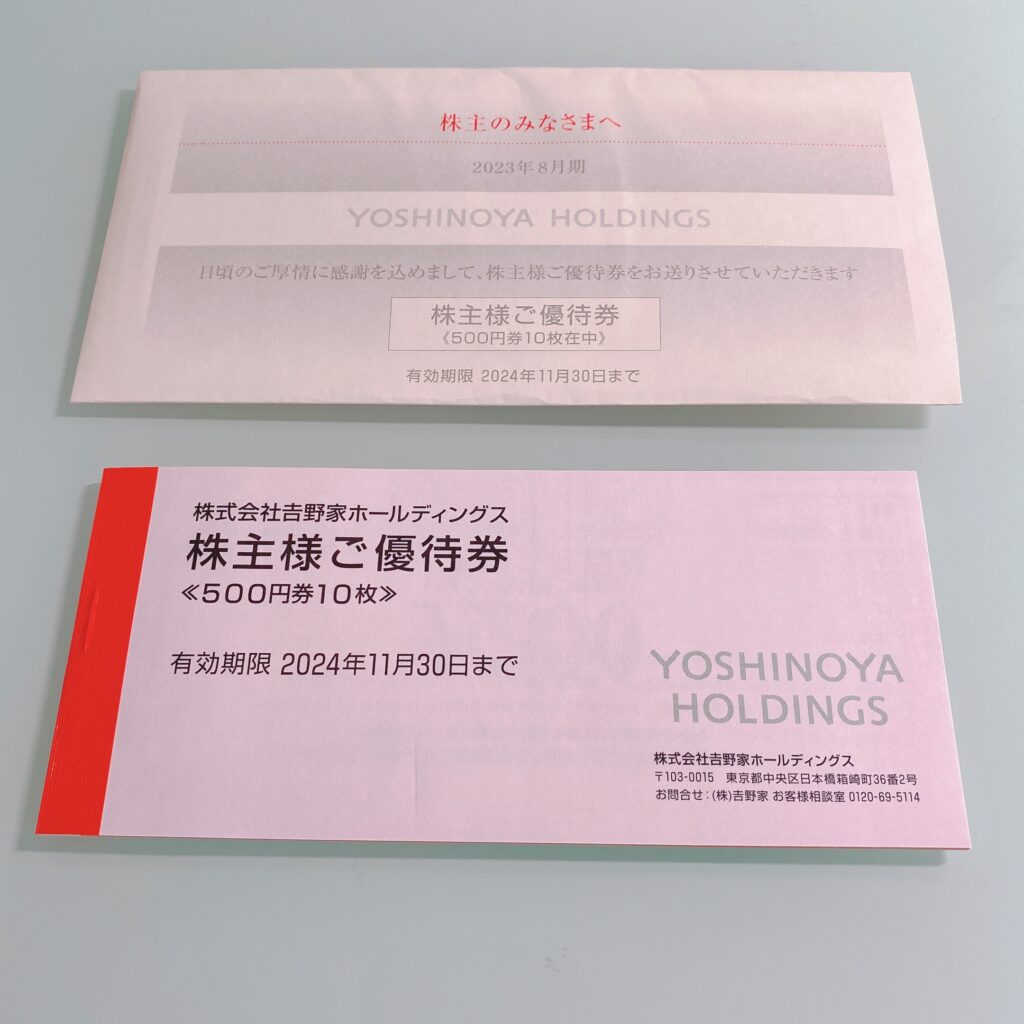 株主のみなさまへ
2023年8月期
YOSHINOYA HOLDINGS
日頃のご厚情に感謝を込めまして、株主様ご優待券をお送りさせていただきます
株主様ご優待券
《500円券10枚在中》
有効期限 2024年11月30日まで
株式会社𠮷野家ホールディングス
株主様ご優待券
≪500円券10枚≫
有効期限 2024年11月30日まで
YOSHINOYA
HOLDINGS
株式会社𠮷野家ホールディングス
〒103-0015 東京都中央区日本橋箱崎町36番2号
お問合せ：(株)𠮷野家 お客様相談室 0120-69-5114